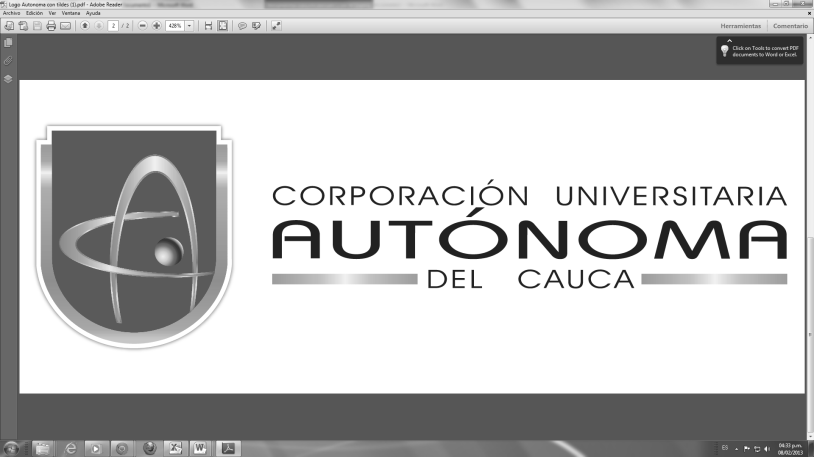 Logo Autonoma con tildes (1).pdf - Adobe Reader
Archivo Edición Ver Ventana Ayuda
2 / 2 428% Herramientas Comentario
Click on Tools to convert PDF
documents to Word or Excel.
CORPORACIÓN UNIVERSITARIA
AUTÓNOMA
DEL CAUCA
ES 04:33 p.m.
08/02/2013